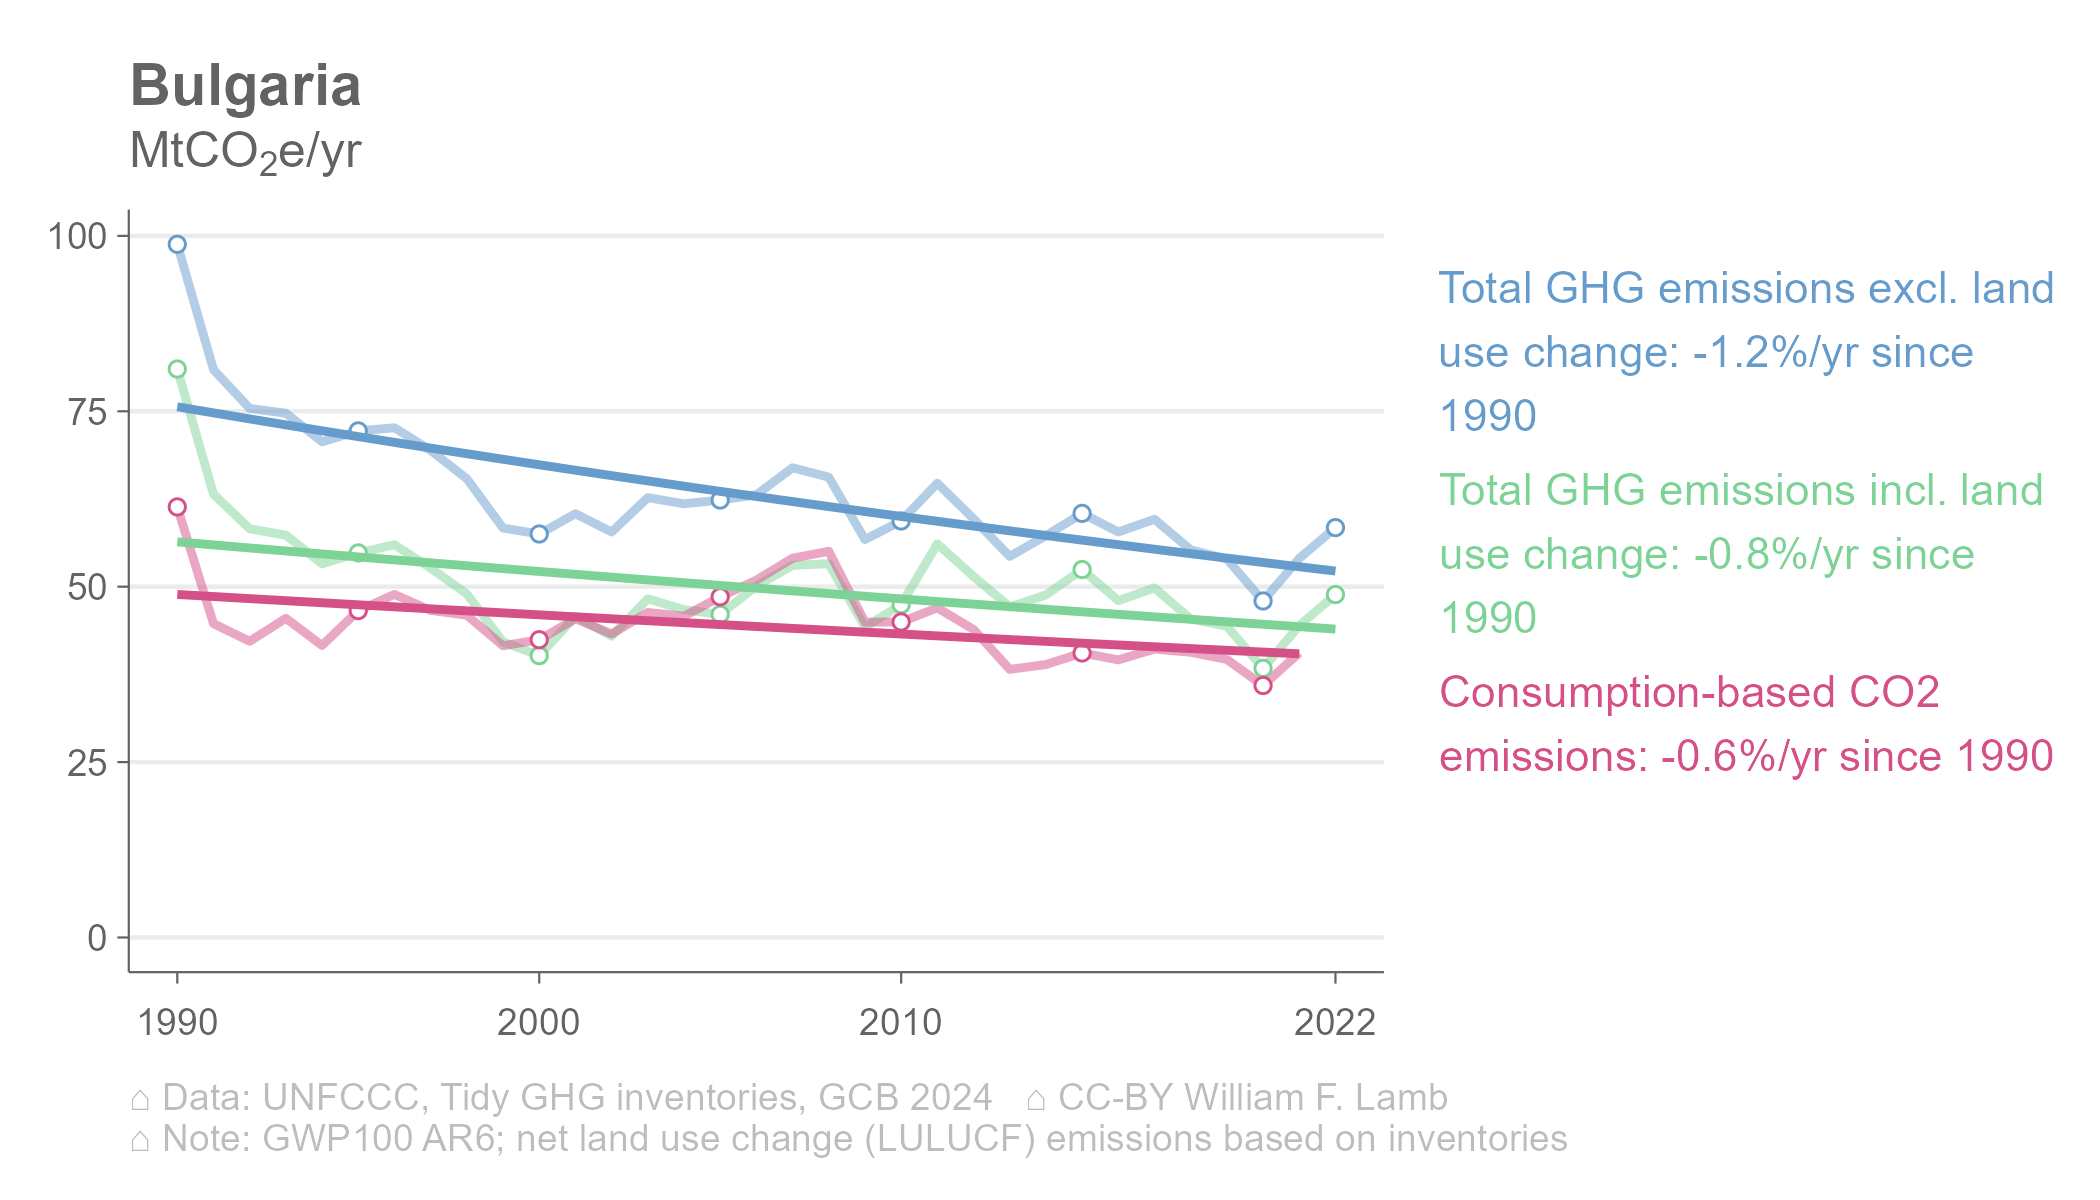 Bulgaria
MtCO₂e/yr
100
75
50
25
0
1990
2000
2010
2022
Total GHG emissions excl. land
use change: -1.2%/yr since
1990
Total GHG emissions incl. land
use change: -0.8%/yr since
1990
Consumption-based CO2
emissions: -0.6%/yr since 1990
⌂ Data: UNFCCC, Tidy GHG inventories, GCB 2024 ⌂ CC-BY William F. Lamb
⌂ Note: GWP100 AR6; net land use change (LULUCF) emissions based on inventories